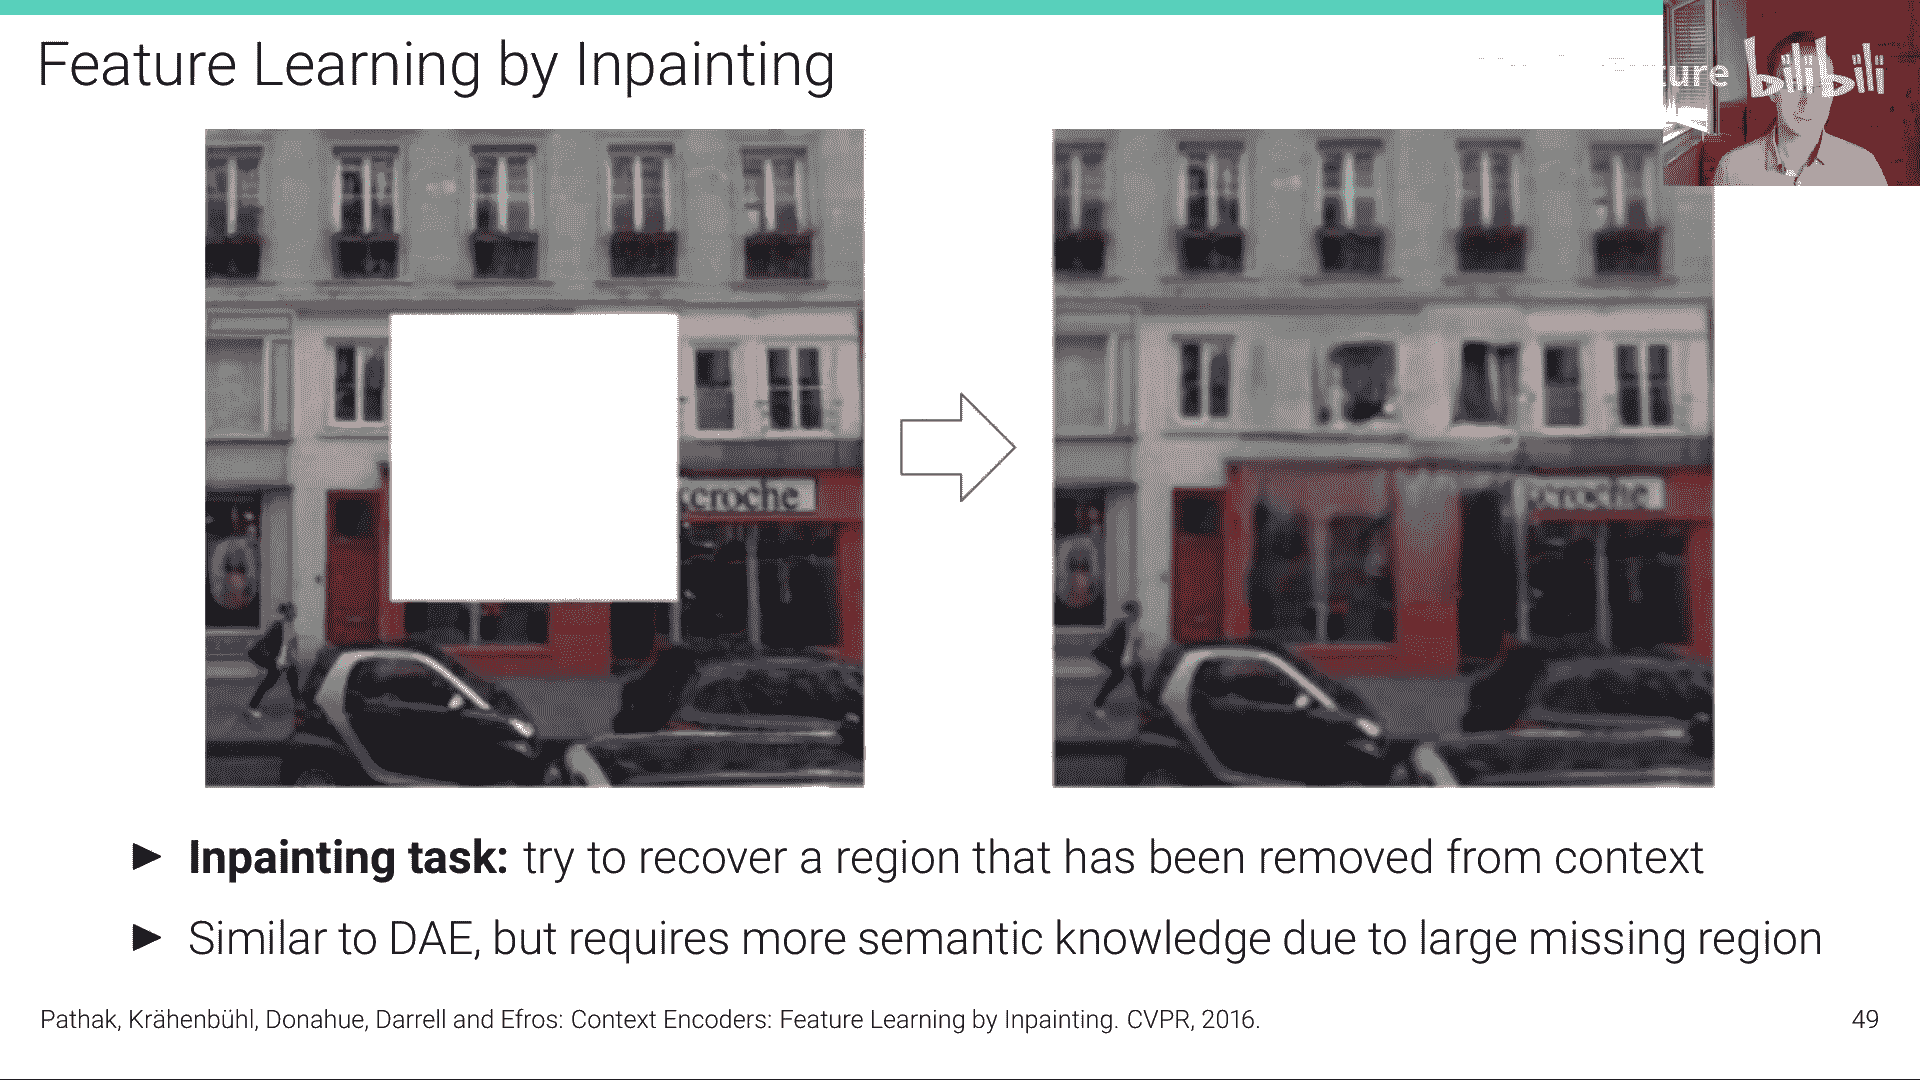 Feature Learning by Inpainting
bilibili
croche
croche
► Inpainting task: try to recover a region that has been removed from context
► Similar to DAE, but requires more semantic knowledge due to large missing region
Pathak, Krähenbühl, Donahue, Darrell and Efros: Context Encoders: Feature Learning by Inpainting. CVPR, 2016.
49